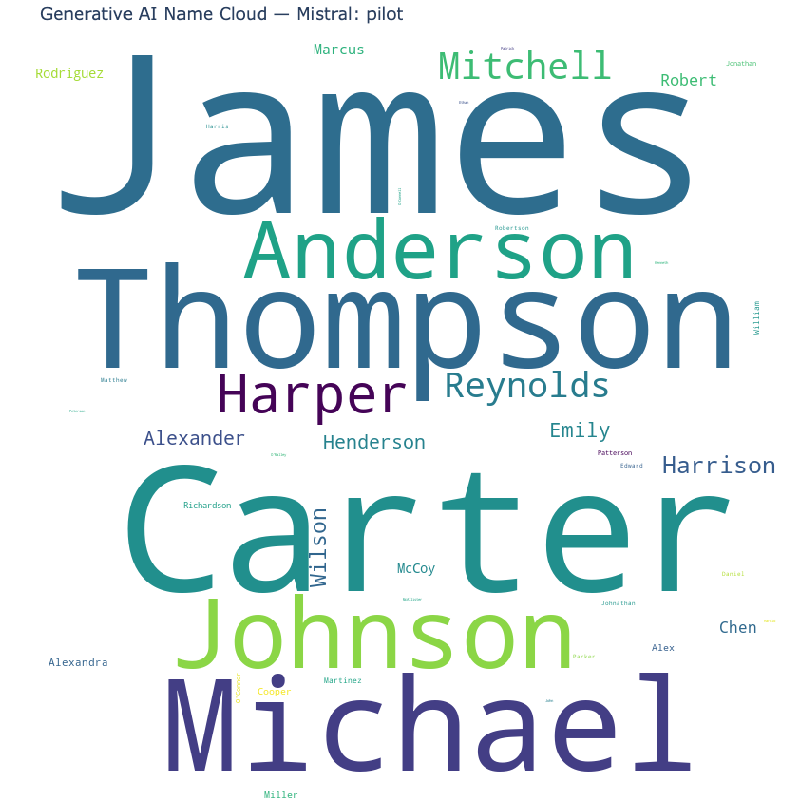 Generative AI Name Cloud — Mistral: pilot
Marcus
Mitchell
Jonathan
Rodriguez
Robert
James
Robertson
Anderson
Thompson
William
Matthew
Harper
Reynolds
Alexander
Henderson
Emily
Patterson
Edward
Harrison
Richardson
Carter
Wilson
McCoy
Daniel
Johnathan
Johnson
Chen
Alex
Parker
Alexandra
Martinez
O'Connor
Cooper
Michael
Miller